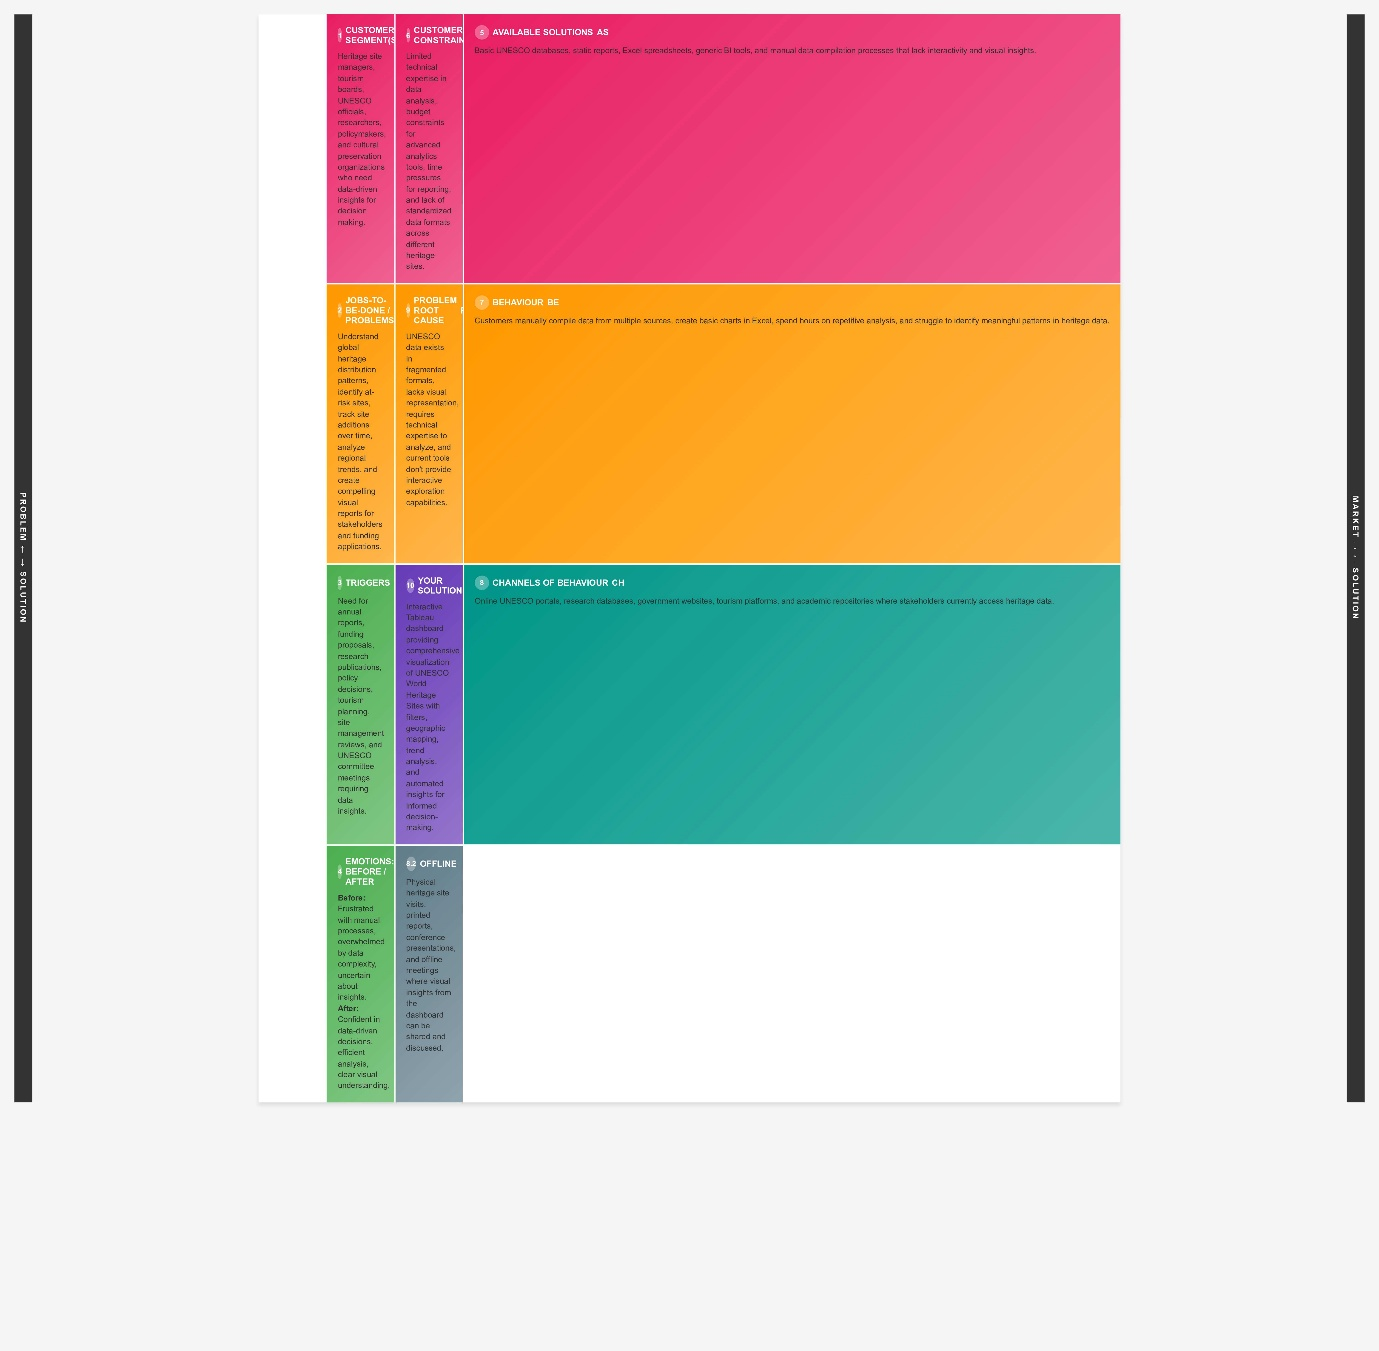 PROBLEM ← → SOLUTION
1 CUSTOMER
SEGMENT(S
Heritage site
managers,
tourism
boards,
UNESCO
officials,
researchers,
policymakers,
and cultural
preservation
organizations
who need
data-driven
insights for
decision
making.
6 CUSTOMER
CONSTRAIN
Limited
technical
expertise in
data
analysis,
budget
constraints
for
advanced
analytics
tools, time
pressures
for reporting,
and lack of
standardized
data formats
across
different
heritage
sites.
5 AVAILABLE SOLUTIONS AS
Basic UNESCO databases, static reports, Excel spreadsheets, generic BI tools, and manual data compilation processes that lack interactivity and visual insights.
2 JOBS-TO-
BE-DONE /
PROBLEMS
Understand
global
heritage
distribution
patterns,
identify at-
risk sites,
track site
additions
over time,
analyze
regional
trends, and
create
compelling
visual
reports for
stakeholders
and funding
applications.
9 PROBLEM
ROOT
CAUSE
UNESCO
data exists
in
fragmented
formats,
lacks visual
representation,
requires
technical
expertise to
analyze, and
current tools
don't provide
interactive
exploration
capabilities.
7 BEHAVIOUR BE
Customers manually compile data from multiple sources, create basic charts in Excel, spend hours on repetitive analysis, and struggle to identify meaningful patterns in heritage data.
3 TRIGGERS
Need for
annual
reports,
funding
proposals,
research
publications,
policy
decisions,
tourism
planning,
site
management
reviews, and
UNESCO
committee
meetings
requiring
data
insights.
10 YOUR
SOLUTION
Interactive
Tableau
dashboard
providing
comprehensive
visualization
of UNESCO
World
Heritage
Sites with
filters,
geographic
mapping,
trend
analysis,
and
automated
insights for
informed
decision-
making.
8 CHANNELS OF BEHAVIOUR CH
Online UNESCO portals, research databases, government websites, tourism platforms, and academic repositories where stakeholders currently access heritage data.
4 EMOTIONS:
BEFORE /
AFTER
Before:
Frustrated
with manual
processes,
overwhelmed
by data
complexity,
uncertain
about
insights.
After:
Confident in
data-driven
decisions,
efficient
analysis,
clear visual
understanding.
8.2 OFFLINE
Physical
heritage site
visits,
printed
reports,
conference
presentations,
and offline
meetings
where visual
insights from
the
dashboard
can be
shared and
discussed.
MARKET SOLUTION